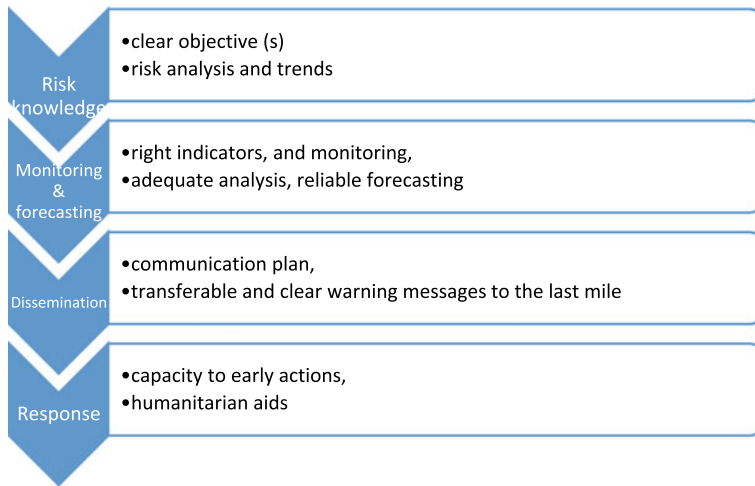 Risk
knowledge
•clear objective (s)
•risk analysis and trends
Monitoring
&
forecasting
•right indicators, and monitoring,
•adequate analysis, reliable forecasting
Dissemination
•communication plan,
•transferable and clear warning messages to the last mile
Response
•capacity to early actions,
•humanitarian aids